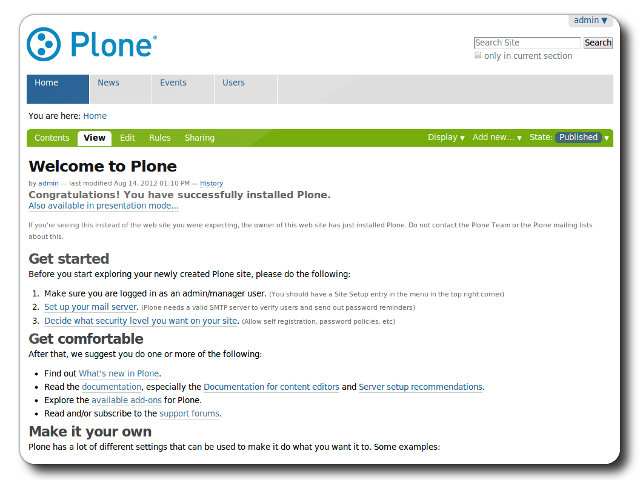 admin ▼
Plone®
Search Site Search
only in current section
Home News Events Users
You are here: Home
Contents View Edit Rules Sharing Display ▼ Add new... ▼ State: Published ▼
Welcome to Plone
by admin — last modified Aug 14, 2012 01:10 PM — History
Congratulations! You have successfully installed Plone.
Also available in presentation mode...
If you're seeing this instead of the web site you were expecting, the owner of this web site has just installed Plone. Do not contact the Plone Team or the Plone mailing lists
about this.
Get started
Before you start exploring your newly created Plone site, please do the following:
1. Make sure you are logged in as an admin/manager user. (You should have a Site Setup entry in the menu in the top right corner)
2. Set up your mail server. (Plone needs a valid SMTP server to verify users and send out password reminders)
3. Decide what security level you want on your site. (Allow self registration, password policies, etc)
Get comfortable
After that, we suggest you do one or more of the following:
• Find out What's new in Plone.
• Read the documentation, especially the Documentation for content editors and Server setup recommendations.
• Explore the available add-ons for Plone.
• Read and/or subscribe to the support forums.
Make it your own
Plone has a lot of different settings that can be used to make it do what you want it to. Some examples: